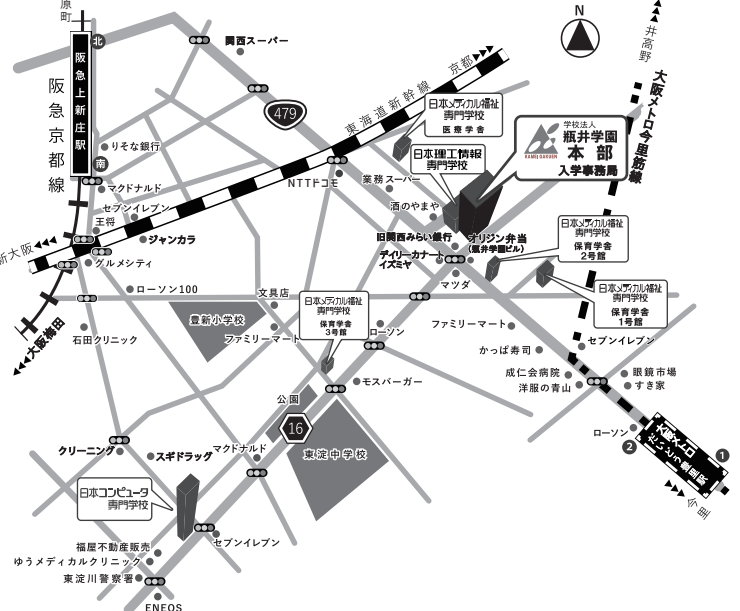 原
町
北
阪急上新庄駅
南
阪急京都線
りそな銀行
マクドナルド
セブンイレブン
王将
ジャンカラ
グルメシティ
新大阪
大阪梅田
関西スーパー
479
東海道新幹線
京都
N
井高野
大阪メトロ今里筋線
日本メディカル福祉
専門学校
医療学舎
日本理工情報
専門学校
学校法人
瓶井学園
本部
入学事務局
KAMEI GAKUEN
NTTドコモ
業務スーパー
酒のやまや
旧関西みらい銀行
オリジン弁当
(瓶井学園ビル)
デイリーカナート
イズミヤ
マツダ
日本メディカル福祉
専門学校
保育学舎
2号館
日本メディカル福祉
専門学校
保育学舎
1号館
ローソン100
文具店
豊新小学校
ファミリーマート
日本メディカル福祉
専門学校
保育学舎
3号館
ローソン
ファミリーマート
かっぱ寿司
セブンイレブン
石田クリニック
成仁会病院
洋服の青山
眼鏡市場
すき家
モスバーガー
公園
16
東淀中学校
ローソン
2
1
大阪メトロ
だいどう豊里駅
今里
クリーニング
スギドラッグ
マクドナルド
日本コンピュータ
専門学校
セブンイレブン
福屋不動産販売
ゆうメディカルクリニック
東淀川警察署
ENEOS